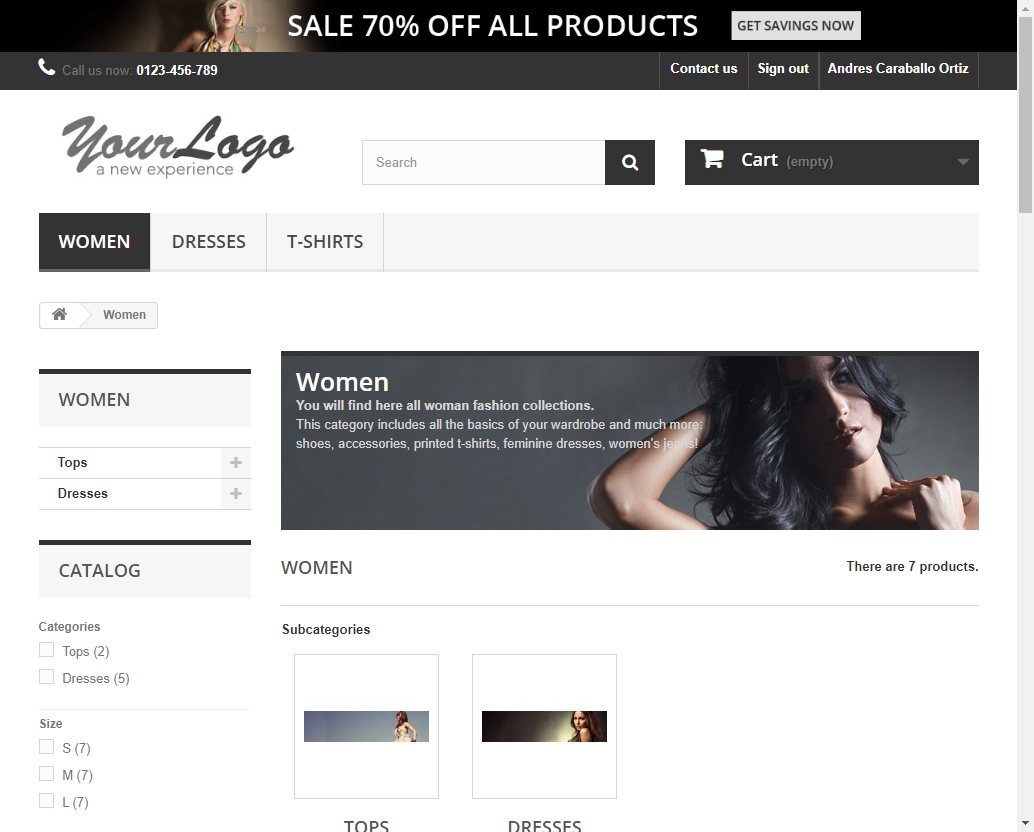 SALE 70% OFF ALL PRODUCTS
GET SAVINGS NOW
Call us now: 0123-456-789
Contact us
Sign out
Andres Caraballo Ortiz
YourLogo
a new experience
Search
Cart (empty)
WOMEN
DRESSES
T-SHIRTS
Women
WOMEN
Tops
Dresses
CATALOG
Categories
Tops (2)
Dresses (5)
Size
S (7)
M (7)
L (7)
Women
You will find here all woman fashion collections.
This category includes all the basics of your wardrobe and much more:
shoes, accessories, printed t-shirts, feminine dresses, women's jeans!
WOMEN
There are 7 products.
Subcategories
TOPS
DRESSES